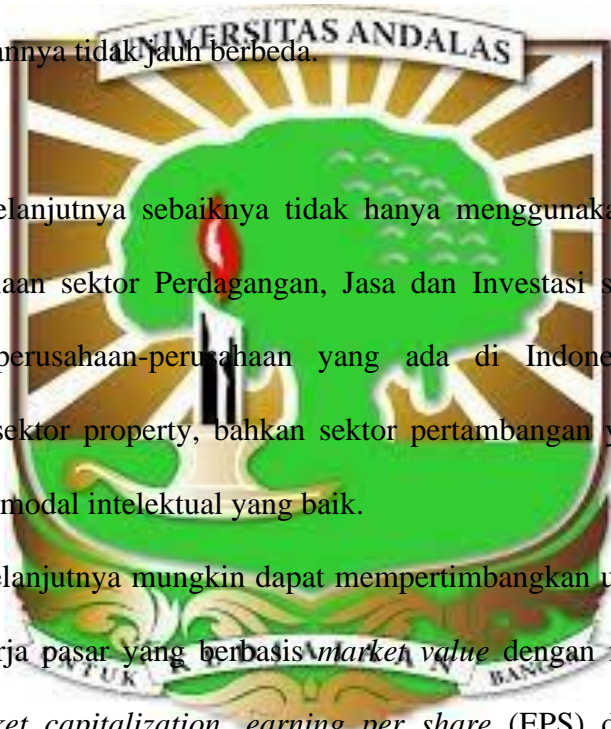 UNIVERSITAS ANDALAS
annya tidak jauh berbeda.
elanjutnya sebaiknya tidak hanya menggunaka
aan sektor Perdagangan, Jasa dan Investasi s
perusahaan-perusahaan yang ada di Indone
sektor property, bahkan sektor pertambangan y
modal intelektual yang baik.
elanjutnya mungkin dapat mempertimbangkan u
rja pasar yang berbasis market value dengan
UNTUK BANGSA
ket capitalization, earning per share (EPS) d